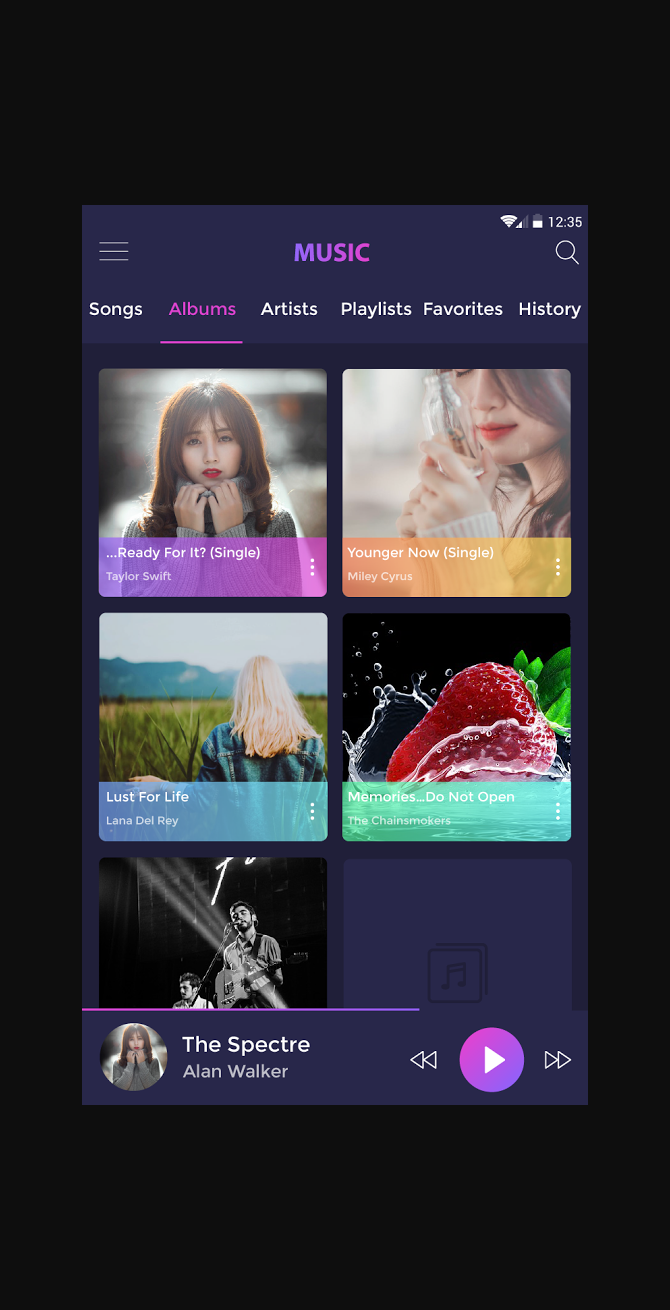 12:35
MUSIC
Songs Albums Artists Playlists Favorites History
...Ready For It? (Single)
Taylor Swift
Younger Now (Single)
Miley Cyrus
Lust For Life
Lana Del Rey
Memories...Do Not Open
The Chainsmokers
The Spectre
Alan Walker